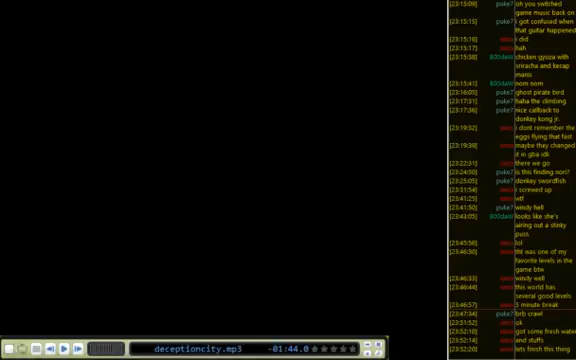 [23:15:09] puke7 oh you switched
game music back on
[23:15:15] puke7 i got confused when
that guitar happened
[23:15:16] i did
[23:15:17] hah
[23:15:38] 800daW chicken gyoza with
sriracha and kecap
manis
[23:15:41] 800daW nom nom
[23:16:05] puke7 ghost pirate bird
[23:17:31] puke7 haha the climbing
[23:17:36] puke7 nice callback to
donkey kong jr.
[23:19:32] i dont remember the
eggs flying that fast
[23:19:39] maybe they changed
it in gba idk
[23:22:31] there we go
[23:24:50] puke7 is this finding nori?
[23:25:05] puke7 donkey swordfish
[23:31:54] i screwed up
[23:41:25] wtf
[23:41:50] puke7 windy hell
[23:43:05] 800daW looks like she's
airing out a stinky
puss
[23:45:56] lol
[23:46:30] tht was one of my
favorite levels in the
game btw
[23:46:33] windy well
[23:46:44] this world has
several good levels
[23:46:57] 5 minute break
[23:47:34] puke7 brb crawl
[23:51:52] ok
[23:52:10] got some fresh water
[23:52:14] and stuffs
[23:52:20] lets finish this thing
deceptioncity.mp3 -01:44.0